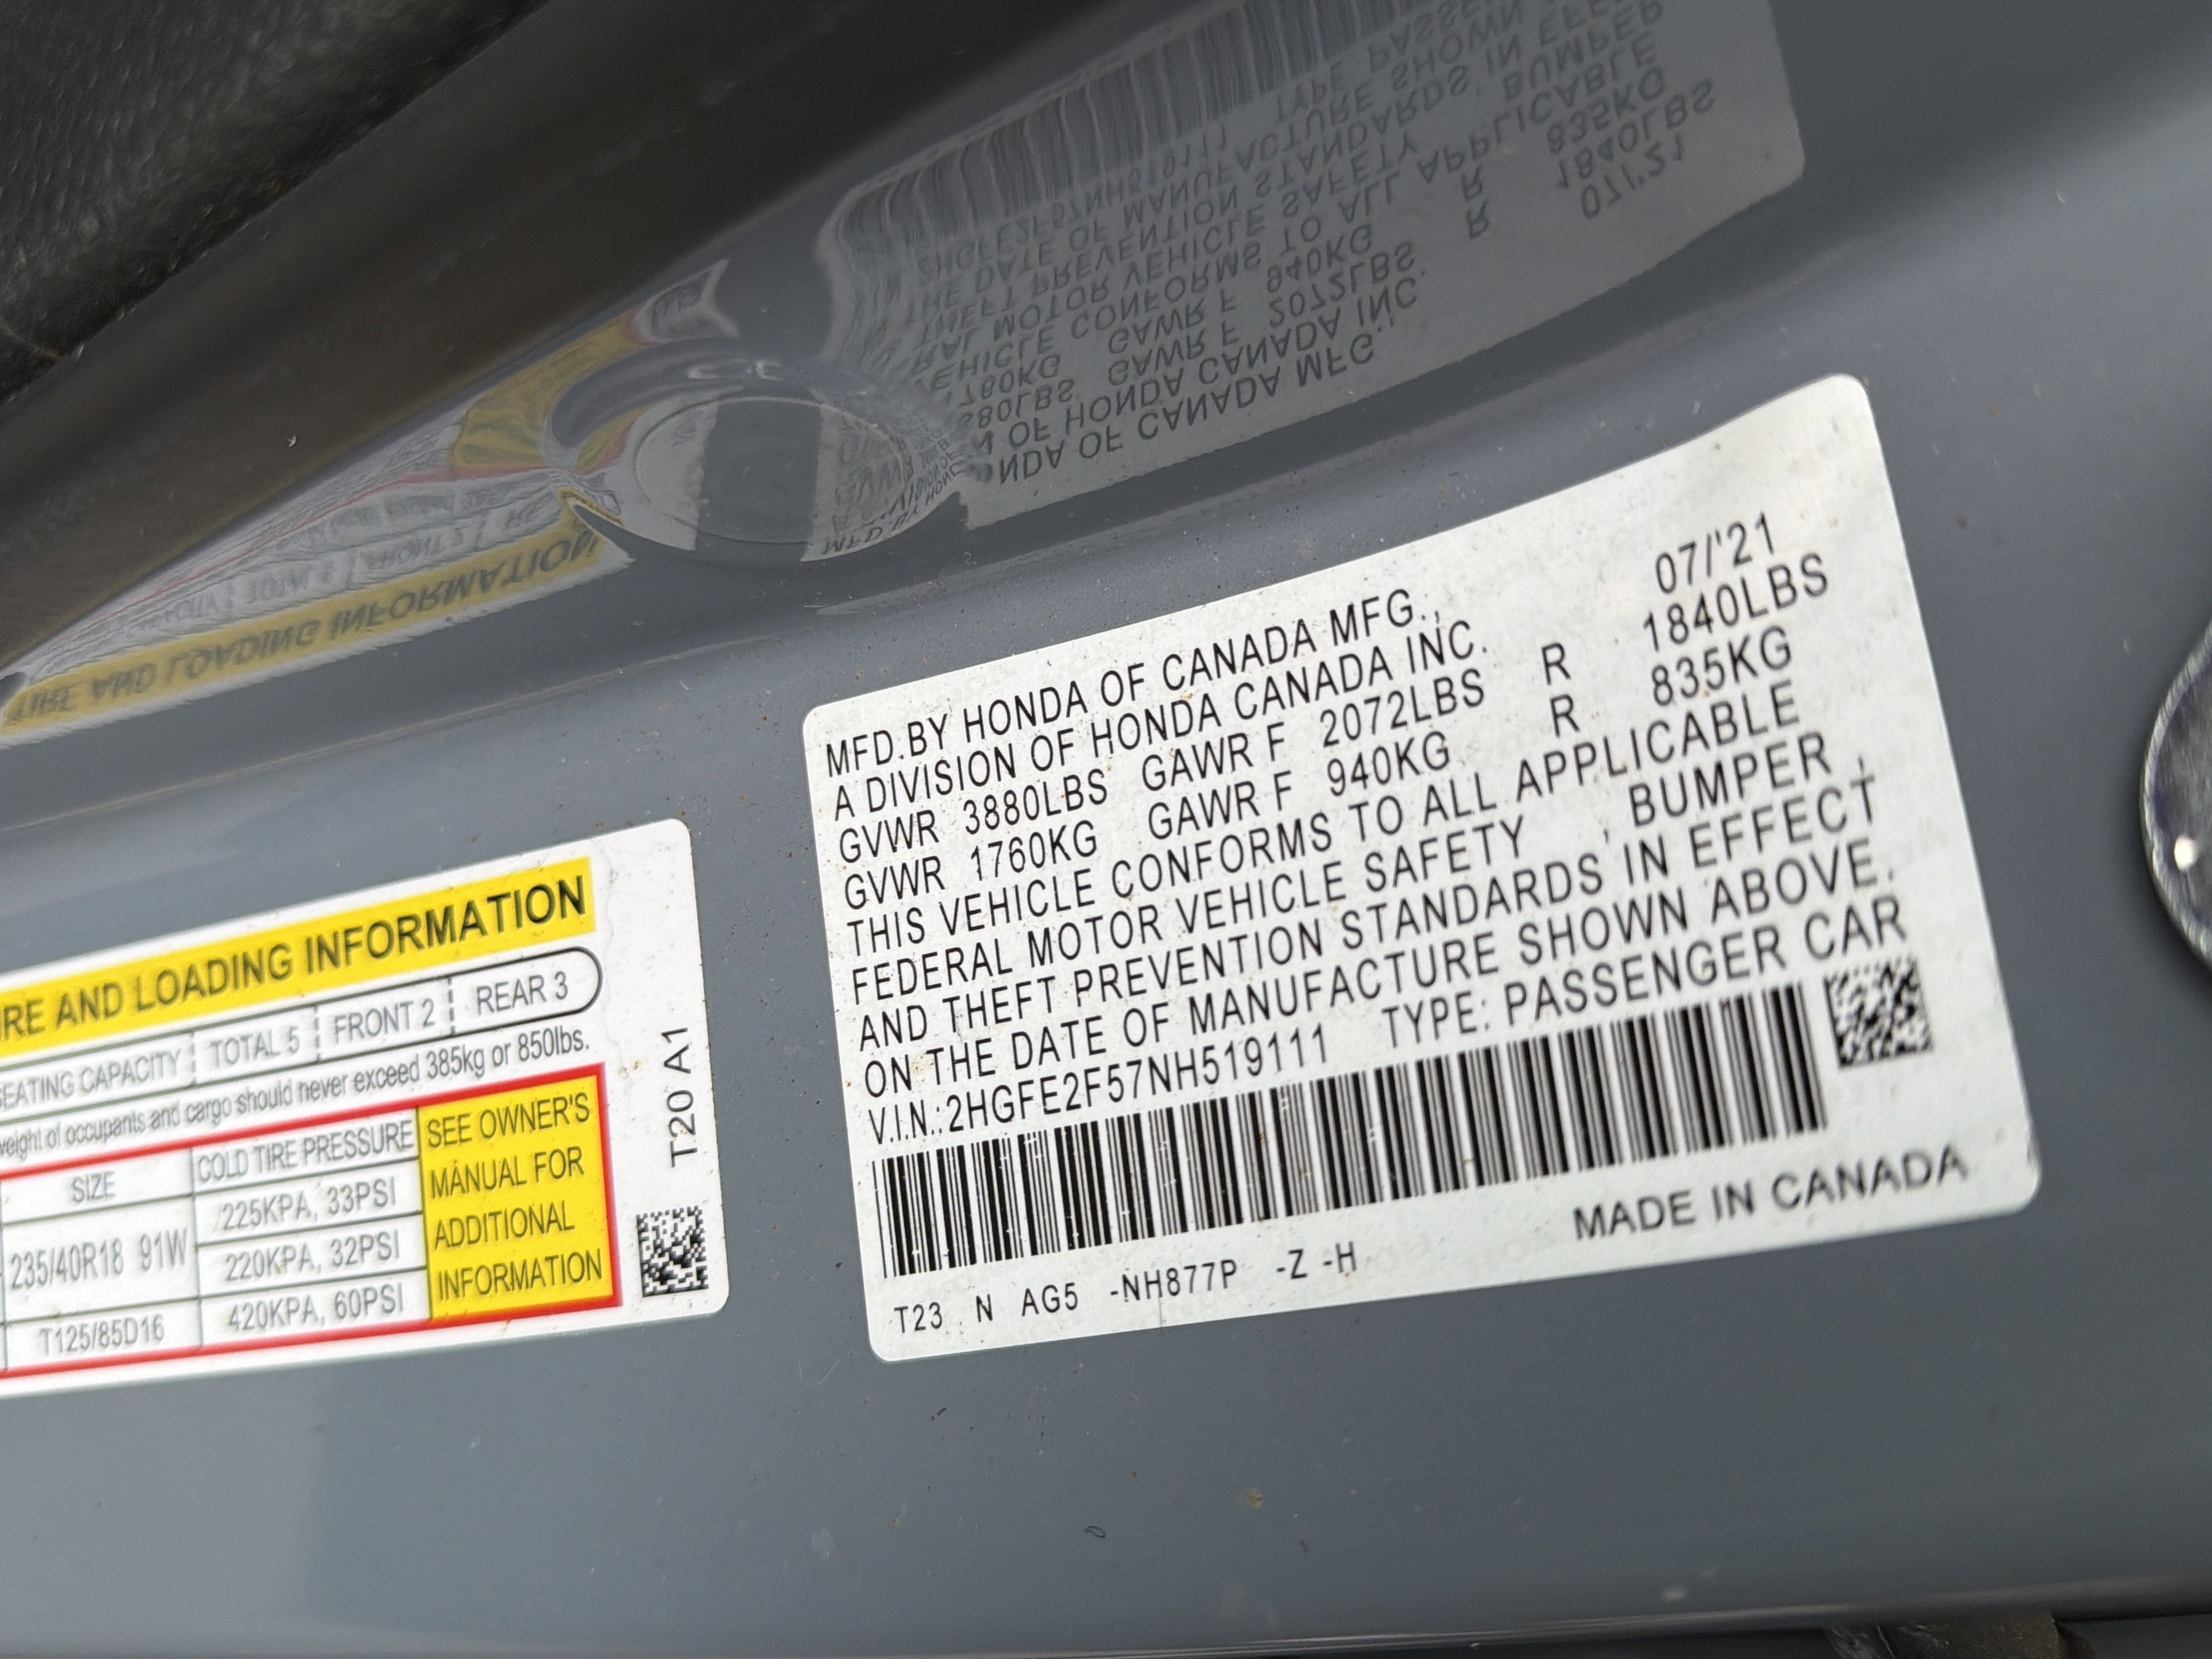 MFD.BY HONDA OF CANADA MFG.,
A DIVISION OF HONDA CANADA INC. 07/'21
GVWR 3880LBS GAWR F 2072LBS R 1840LBS
GVWR 1760KG GAWR F 940KG R 835KG
THIS VEHICLE CONFORMS TO ALL APPLICABLE
FEDERAL MOTOR VEHICLE SAFETY , BUMPER ,
AND THEFT PREVENTION STANDARDS IN EFFECT
ON THE DATE OF MANUFACTURE SHOWN ABOVE.
V.I.N.:2HGFE2F57NH519111 TYPE: PASSENGER CAR
T23 N AG5 -NH877P -Z -H
MADE IN CANADA
AND LOADING INFORMATION
SEATING CAPACITY TOTAL 5 FRONT 2 REAR 3
weight of occupants and cargo should never exceed 385kg or 850lbs.
SIZE COLD TIRE PRESSURE
235/40R18 91W 225KPA, 33PSI
220KPA, 32PSI
T125/85D16 420KPA, 60PSI
SEE OWNER'S
MANUAL FOR
ADDITIONAL
INFORMATION
T20 A1